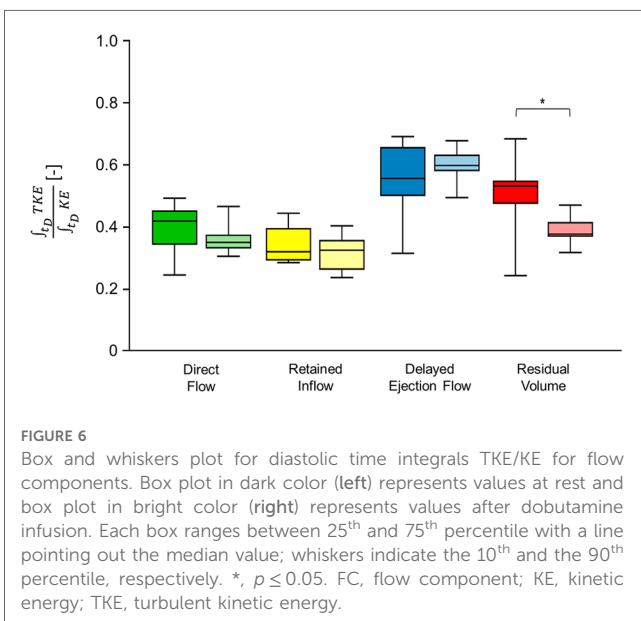 1.0
0.8
0.6
0.4
0.2
0
∫tD TKE / ∫tD KE [-]
*
Direct Flow
Retained Inflow
Delayed Ejection Flow
Residual Volume
FIGURE 6
Box and whiskers plot for diastolic time integrals TKE/KE for flow
components. Box plot in dark color (left) represents values at rest and
box plot in bright color (right) represents values after dobutamine
infusion. Each box ranges between 25th and 75th percentile with a line
pointing out the median value; whiskers indicate the 10th and the 90th
percentile, respectively. *, p ≤ 0.05. FC, flow component; KE, kinetic
energy; TKE, turbulent kinetic energy.